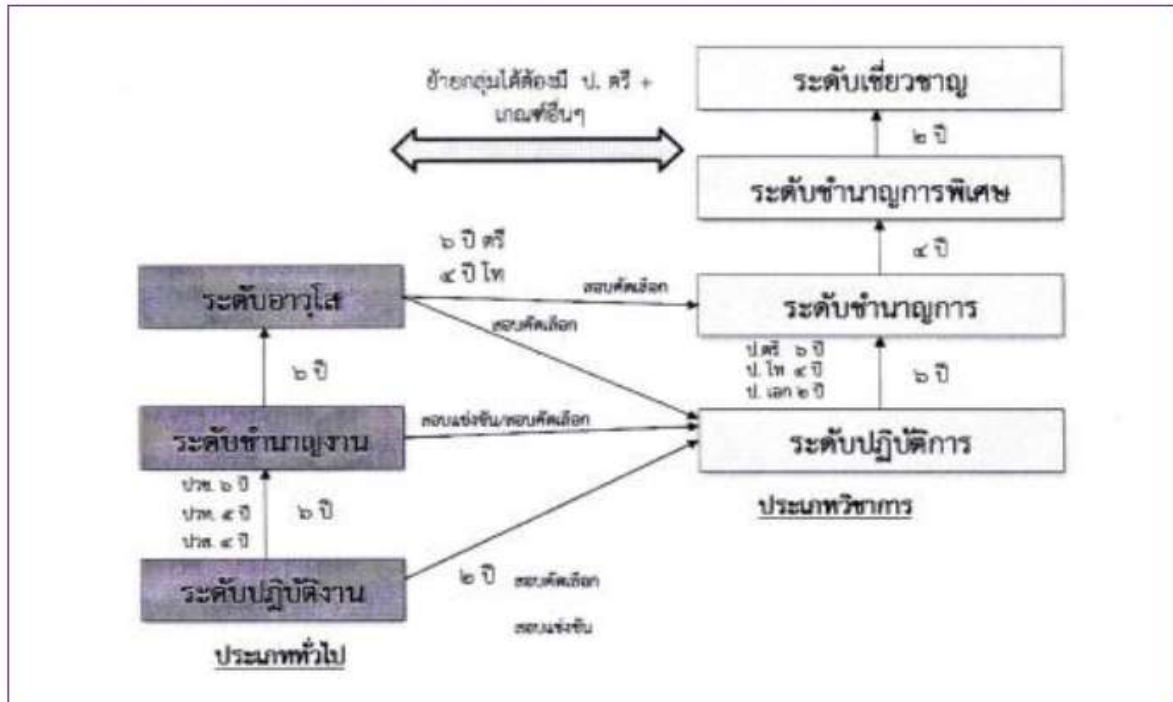 ย้ายกลุ่มได้ต้องมี ป. ตรี +
เกณฑ์อื่นๆ
ระดับเชี่ยวชาญ
๒ ปี
ระดับชำนาญการพิเศษ
๔ ปี
๖ ปี ตรี
๔ ปี โท
ระดับอาวุโส
สอบคัดเลือก
ระดับชำนาญการ
สอบคัดเลือก
๒ ปี
ป.ตรี ๖ ปี
ป. โท ๔ ปี
ป. เอก ๒ ปี
๖ ปี
ระดับชำนาญงาน
สอบแข่งขัน/สอบคัดเลือก
ระดับปฏิบัติการ
ปวช. ๖ ปี
ปวท. ๕ ปี
ปวส. ๔ ปี
๖ ปี
ประเภทวิชาการ
ระดับปฏิบัติงาน
๒ ปี สอบคัดเลือก
สอบแข่งขัน
ประเภททั่วไป